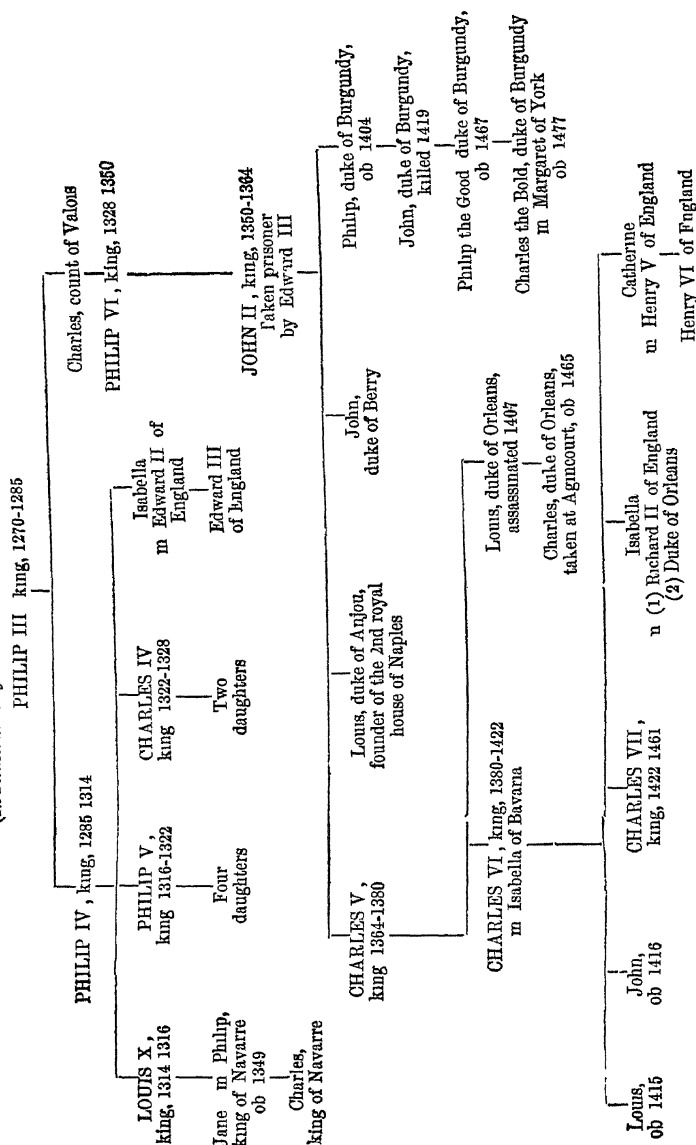 PHILIP III king, 1270-1285
PHILIP IV, king, 1285 1314
Charles, count of Valois
PHILIP VI, king, 1328 1350
LOUIS X,
king, 1314 1316
PHILIP V,
king 1316-1322
CHARLES IV
king 1322-1328
Isabella
m Edward II of
England
JOHN II, king, 1350-1364
Taken prisoner
by Edward III
Jane m Philip,
king of Navarre
ob 1349
Four
daughters
Two
daughters
Edward III
of England
Charles,
king of Navarre
CHARLES V,
king 1364-1380
Louis, duke of Anjou,
founder of the 2nd royal
house of Naples
John,
duke of Berry
Philip, duke of Burgundy,
ob 1404
John, duke of Burgundy,
killed 1419
Philip the Good duke of Burgundy,
ob 1467
Charles the Bold, duke of Burgundy
m Margaret of York
ob 1477
CHARLES VI, king, 1380-1422
m Isabella of Bavaria
Louis, duke of Orleans,
assassinated 1407
Charles, duke of Orleans,
taken at Agincourt, ob 1465
Louis,
ob 1415
John,
ob 1416
CHARLES VII,
king, 1422 1461
Isabella
m (1) Richard II of England
(2) Duke of Orleans
Catherine
m Henry V of England
Henry VI of England